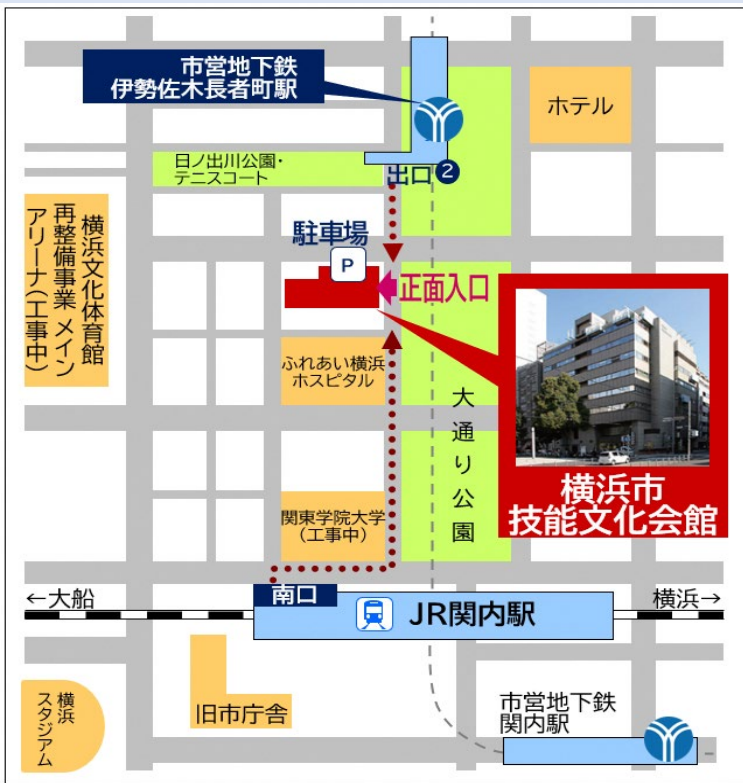 市営地下鉄
伊勢佐木長者町駅
ホテル
日ノ出川公園・
テニスコート
出口2
横浜文化体育館
再整備事業 メイン
アリーナ(工事中)
駐車場
P
正面入口
ふれあい横浜
ホスピタル
大通り公園
横浜市
技能文化会館
関東学院大学
(工事中)
←大船
南口
JR関内駅
横浜→
横浜
スタジアム
旧市庁舎
市営地下鉄
関内駅